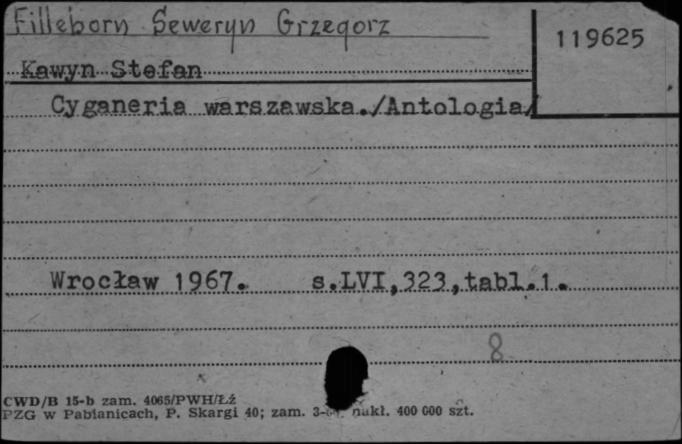 Filleborn Seweryn Grzegorz
119625
Kawyn Stefan
Cyganeria warszawska./Antologia/
Wrocław 1967. s.LVI,323,tabl.1.
8
CWD/B 15-b zam. 4065/PWH/Łź
PZG w Pabianicach, P. Skargi 40; zam. nakł. 400 000 szt.